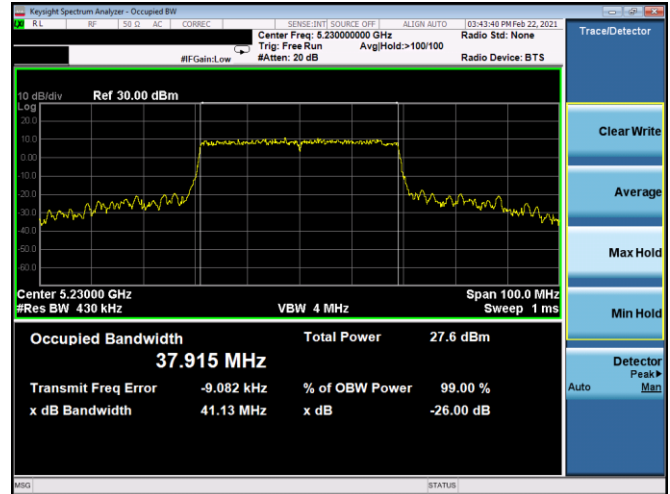 Keysight Spectrum Analyzer - Occupied BW
LXI RL RF 50 Ω AC CORREC SENSE:INT SOURCE OFF ALIGN AUTO 03:43:40 PM Feb 22, 2021
Center Freq: 5.230000000 GHz Radio Std: None
Trig: Free Run Avg|Hold:>100/100
#IFGain:Low #Atten: 20 dB Radio Device: BTS
10 dB/div Ref 30.00 dBm
Log
20.0
10.0
0.00
-10.0
-20.0
-30.0
-40.0
-50.0
-60.0
Center 5.23000 GHz Span 100.0 MHz
#Res BW 430 kHz VBW 4 MHz Sweep 1 ms
Occupied Bandwidth Total Power 27.6 dBm
37.915 MHz
Transmit Freq Error -9.082 kHz % of OBW Power 99.00 %
x dB Bandwidth 41.13 MHz x dB -26.00 dB
MSG STATUS
Trace/Detector
Clear Write
Average
Max Hold
Min Hold
Detector
Peak▶
Auto Man